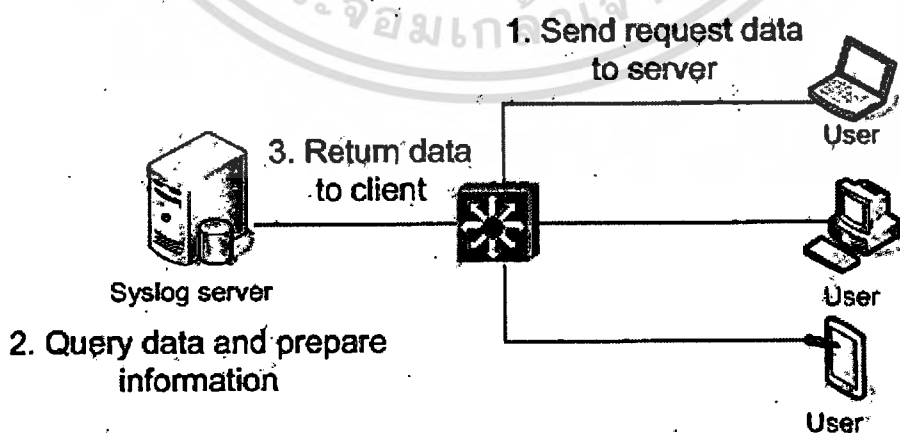 1. Send request data
to server
User
3. Return data
to client
Syslog server
User
2. Query data and prepare
information
User